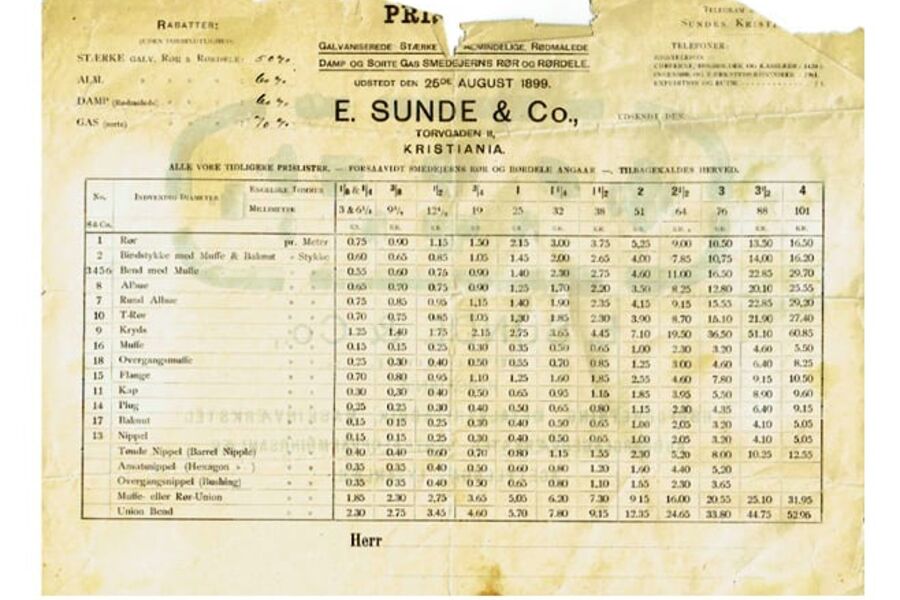 PRI
TELEGRAM
SUNDES, KRISTI
RABATTER:
GALVANISEREDE STÆRKE ALMINDELIGE, RØDMALEDE
DAMP OG SORTE GAS SMEDEJERNS RØR OG RØRDELE.
TELEFONER:
STÆRKE GALV. RØR & RØRDELE: 50%
ALM. " " " 60%
DAMP (Rødmalede) " " 60%
GAS (sorte) " " 70%
UDSTEDT DEN 25DE AUGUST 1899.
E. SUNDE & Co.,
TORVGADEN 11,
KRISTIANIA.
UDSENDT DEN
ALLE VORE TIDLIGERE PRISLISTER, — FORSAAVIDT SMEDEJERNS RØR OG RØRDELE ANGAAR —, TILBAGEKALDES HERVED.
No. INDVENDIG DIAMETER ENGELSKE TOMMER 1/8 & 1/4 3/8 1/2 3/4 1 1 1/4 1 1/2 2 2 1/2 3 3 1/2 4
MILLIMETER 19 25 32 38 51 64 76 88 101
S & Co. KR. KR. KR. KR. KR. KR. KR. KR. KR. KR. KR. KR.
1 Rør pr. Meter 0.75 0.90 1.15 1.50 2.15 3.00 3.75 5.25 9.00 10.50 13.50 16.50
2 Bændstykke med Muffe & Bakmut " Stykke 0.60 0.65 0.85 1.05 1.45 2.00 2.65 4.00 7.85 10.75 14.00 16.20
3456 Bend med Muffe " " 0.55 0.60 0.75 0.90 1.40 2.30 2.75 4.60 11.00 16.50 22.85 29.70
8 Albue " " 0.65 0.70 0.75 0.90 1.25 1.70 2.20 3.50 8.25 12.80 20.10 25.55
7 Rund Albue " " 0.75 0.85 0.95 1.15 1.40 1.90 2.35 4.15 9.15 15.55 22.85 29.20
10 T-Rør " " 0.70 0.75 0.85 1.05 1.30 1.85 2.30 3.90 8.70 15.10 21.90 27.40
9 Kryds " " 1.25 1.40 1.75 2.15 2.75 3.65 4.45 7.10 19.50 36.50 51.10 60.85
16 Muffe " " 0.15 0.15 0.25 0.30 0.35 0.50 0.65 1.00 2.30 3.20 4.60 5.50
18 Overgangsmuffe " " 0.25 0.30 0.40 0.50 0.55 0.70 0.85 1.25 3.00 4.60 6.40 8.25
15 Flange " " 0.70 0.80 0.95 1.10 1.25 1.60 1.85 2.55 4.60 7.80 9.15 10.50
11 Kap " " 0.30 0.30 0.40 0.50 0.65 0.95 1.15 1.85 3.95 5.50 8.90 9.60
14 Plug " " 0.25 0.25 0.30 0.40 0.50 0.65 0.80 1.15 2.30 4.35 6.40 9.15
17 Bakmut " " 0.15 0.15 0.25 0.30 0.40 0.50 0.65 1.00 2.05 3.20 4.10 5.05
13 Nippel " " 0.15 0.15 0.25 0.30 0.40 0.50 0.65 1.00 2.05 3.20 4.10 5.05
Tønde Nippel (Barrel Nipple) " " 0.40 0.40 0.60 0.70 0.80 1.15 1.55 2.30 5.20 8.00 10.25 12.55
Ansatsnippel (Hexagon " ) " " 0.35 0.35 0.40 0.50 0.60 0.80 1.20 1.60 4.40 5.20
Overgangsnippel (Bushing) " " 0.35 0.35 0.40 0.50 0.65 0.80 1.10 1.55 2.30 3.65
Muffe- eller Rør-Union " " 1.85 2.30 2.75 3.65 5.05 6.20 7.30 9.15 16.00 20.55 25.10 31.95
Union Bend " " 2.30 2.75 3.45 4.60 5.70 7.80 9.15 12.35 24.65 33.80 44.75 52.95
Herr